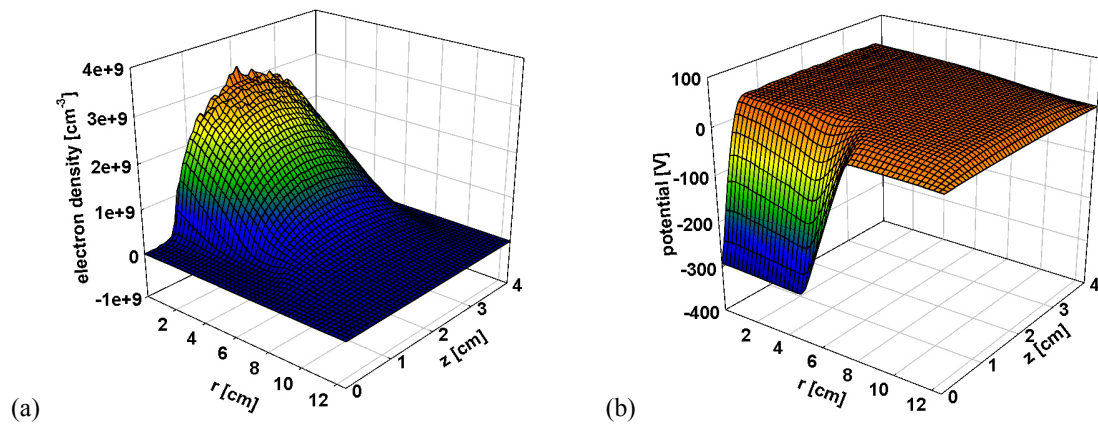 4e+9
3e+9
2e+9
1e+9
0
-1e+9
electron density [cm-3]
2
4
6
8
10
12
r [cm]
0
1
2
3
4
z [cm]
(a)
100
0
-100
-200
-300
-400
potential [V]
2
4
6
8
10
12
r [cm]
0
1
2
3
4
z [cm]
(b)